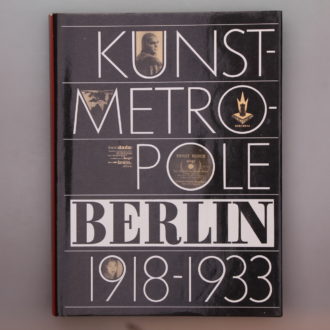 KUNST-
METRO-
POLE
BERLIN
1918-1933